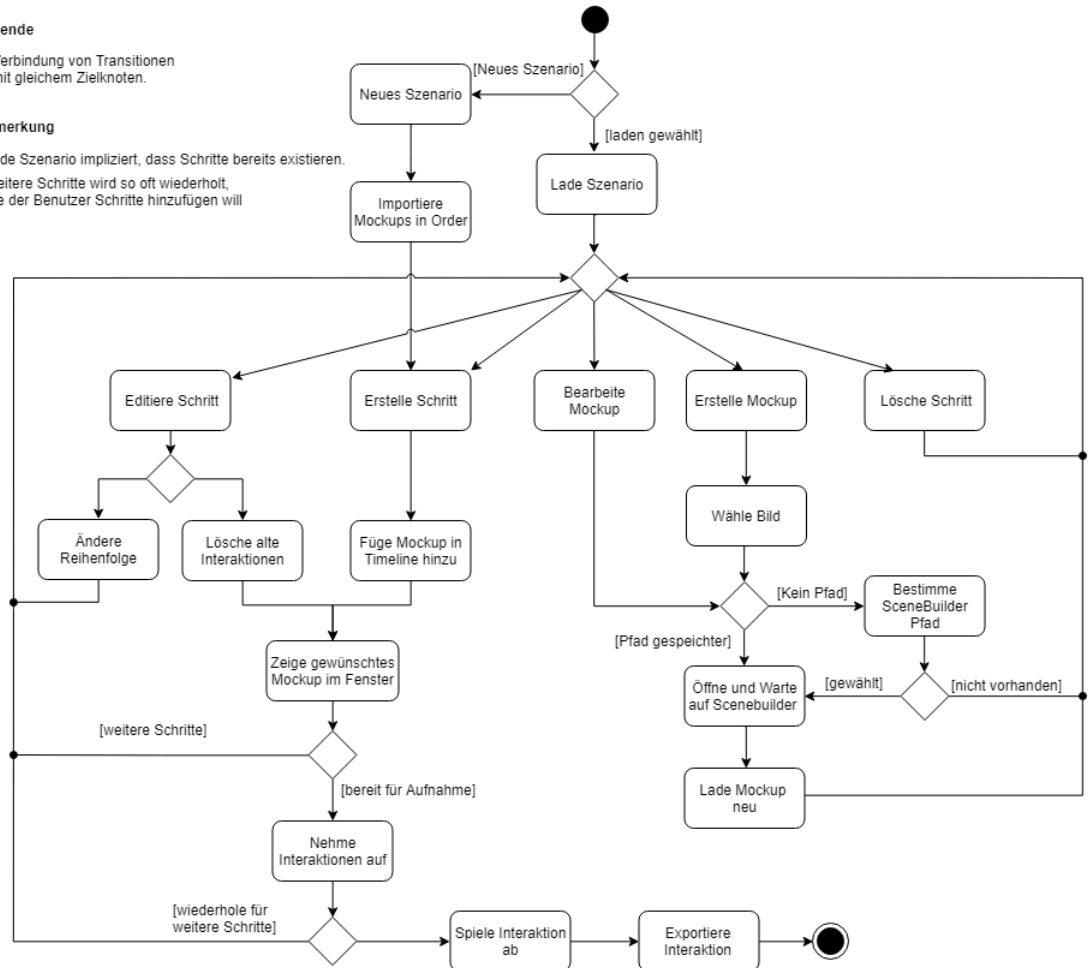 ende
Verbindung von Transitionen
mit gleichem Zielknoten.
merkung
de Szenario impliziert, dass Schritte bereits existieren.
eitere Schritte wird so oft wiederholt,
e der Benutzer Schritte hinzufügen will
[Neues Szenario]
Neues Szenario
[laden gewählt]
Lade Szenario
Importiere
Mockups in Order
Editiere Schritt
Erstelle Schritt
Bearbeite
Mockup
Erstelle Mockup
Lösche Schritt
Ändere
Reihenfolge
Lösche alte
Interaktionen
Füge Mockup in
Timeline hinzu
Wähle Bild
[Kein Pfad]
Bestimme
SceneBuilder
Pfad
[Pfad gespeichter]
Zeige gewünschtes
Mockup im Fenster
Öffne und Warte
auf Scenebuilder
[gewählt]
[nicht vorhanden]
[weitere Schritte]
[bereit für Aufnahme]
Lade Mockup
neu
Nehme
Interaktionen auf
[wiederhole für
weitere Schritte]
Spiele Interaktion
ab
Exportiere
Interaktion